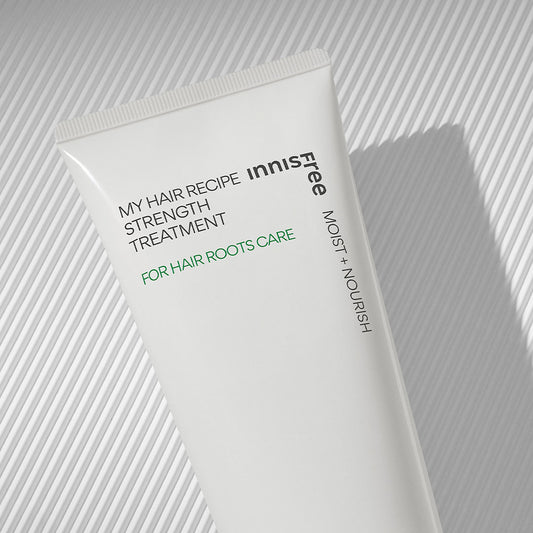 MY HAIR RECIPE
STRENGTH
TREATMENT
FOR HAIR ROOTS CARE
INNISFree
MOIST + NOURISH